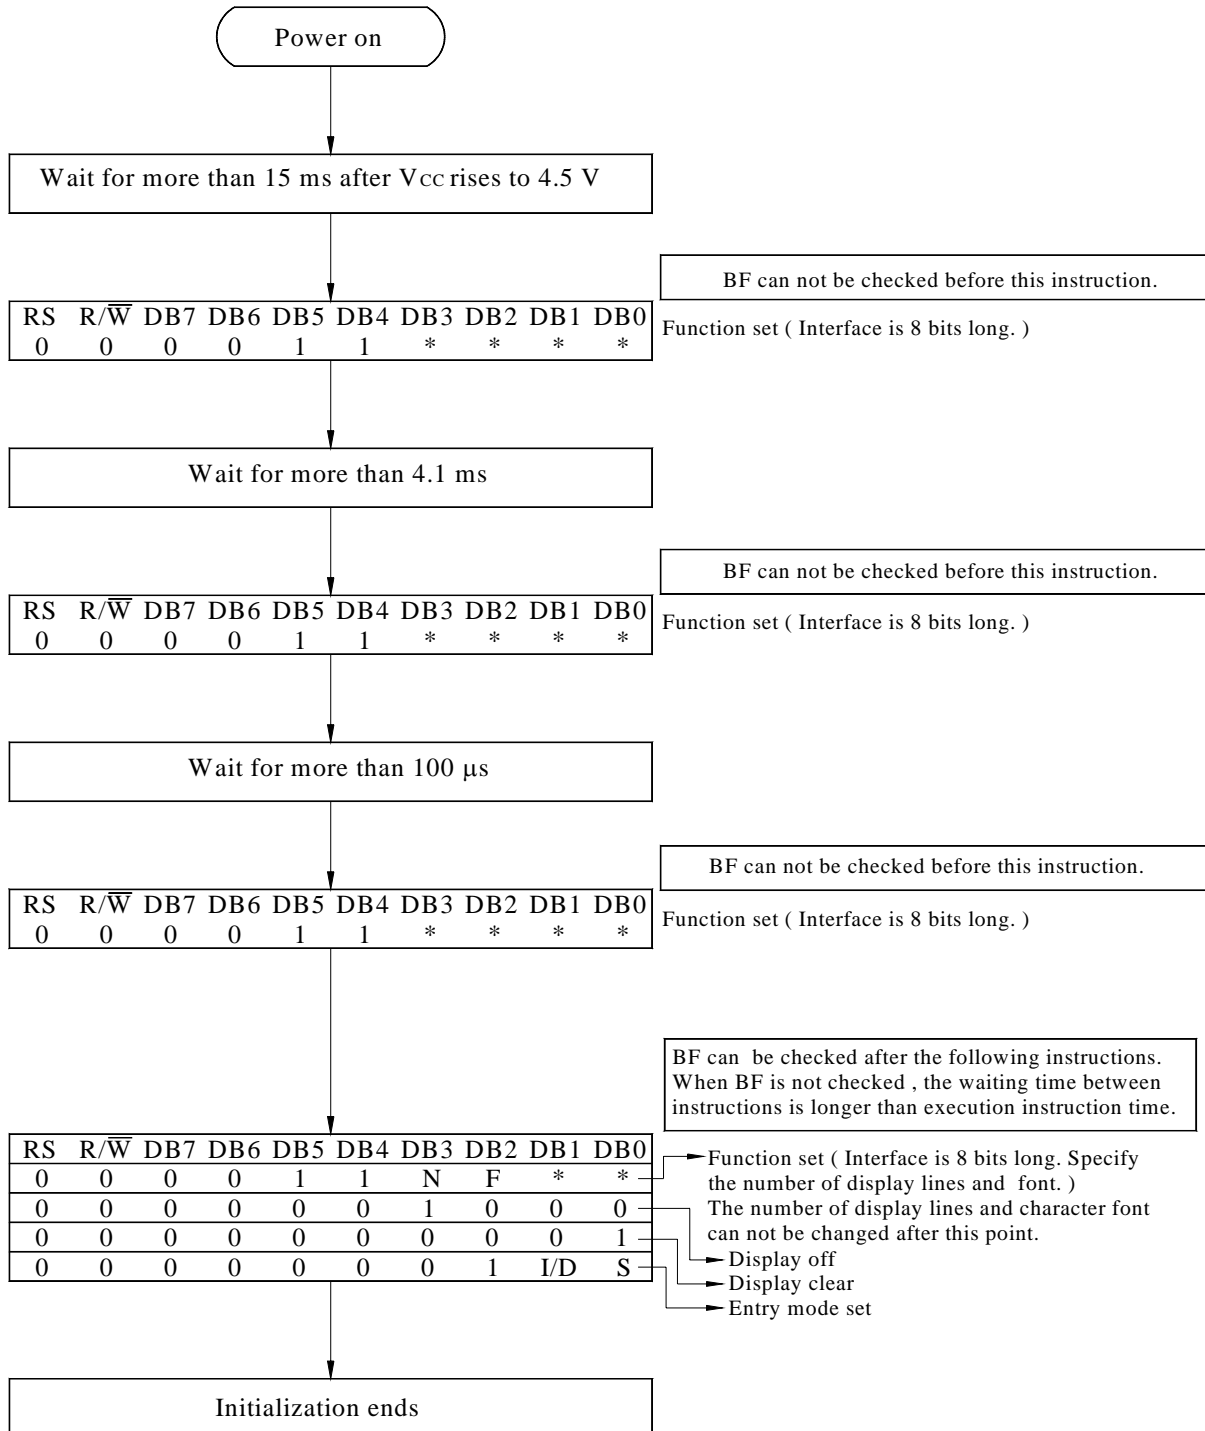 Power on
Wait for more than 15 ms after VCC rises to 4.5 V
BF can not be checked before this instruction.
RS R/W̅ DB7 DB6 DB5 DB4 DB3 DB2 DB1 DB0
0 0 0 0 1 1 * * * *
Function set ( Interface is 8 bits long. )
Wait for more than 4.1 ms
BF can not be checked before this instruction.
RS R/W̅ DB7 DB6 DB5 DB4 DB3 DB2 DB1 DB0
0 0 0 0 1 1 * * * *
Function set ( Interface is 8 bits long. )
Wait for more than 100 µs
BF can not be checked before this instruction.
RS R/W̅ DB7 DB6 DB5 DB4 DB3 DB2 DB1 DB0
0 0 0 0 1 1 * * * *
Function set ( Interface is 8 bits long. )
BF can be checked after the following instructions.
When BF is not checked , the waiting time between
instructions is longer than execution instruction time.
RS R/W̅ DB7 DB6 DB5 DB4 DB3 DB2 DB1 DB0
0 0 0 0 1 1 N F * *
0 0 0 0 0 0 1 0 0 0
0 0 0 0 0 0 0 0 0 1
0 0 0 0 0 0 0 1 I/D S
Function set ( Interface is 8 bits long. Specify
the number of display lines and font. )
The number of display lines and character font
can not be changed after this point.
Display off
Display clear
Entry mode set
Initialization ends